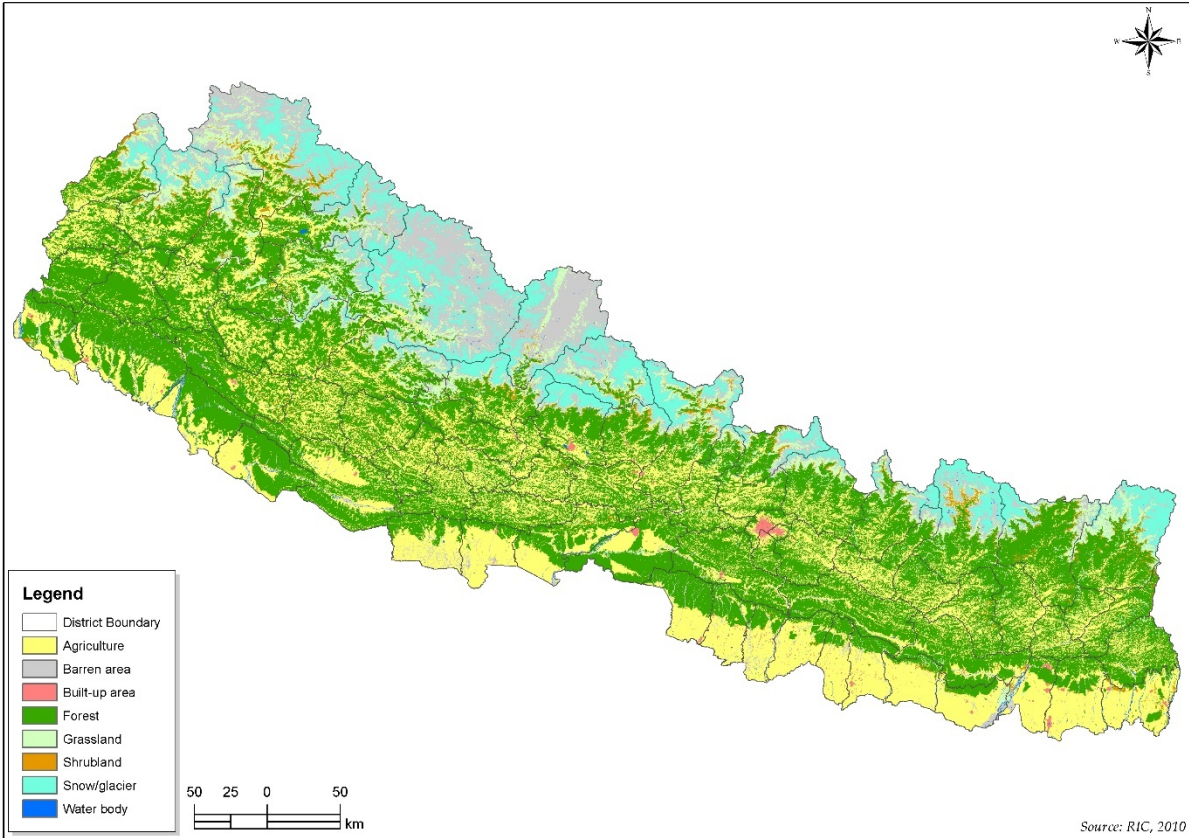 N
W
E
S
Legend
District Boundary
Agriculture
Barren area
Built-up area
Forest
Grassland
Shrubland
Snow/glacier
Water body
50 25 0 50
km
Source: RIC, 2010